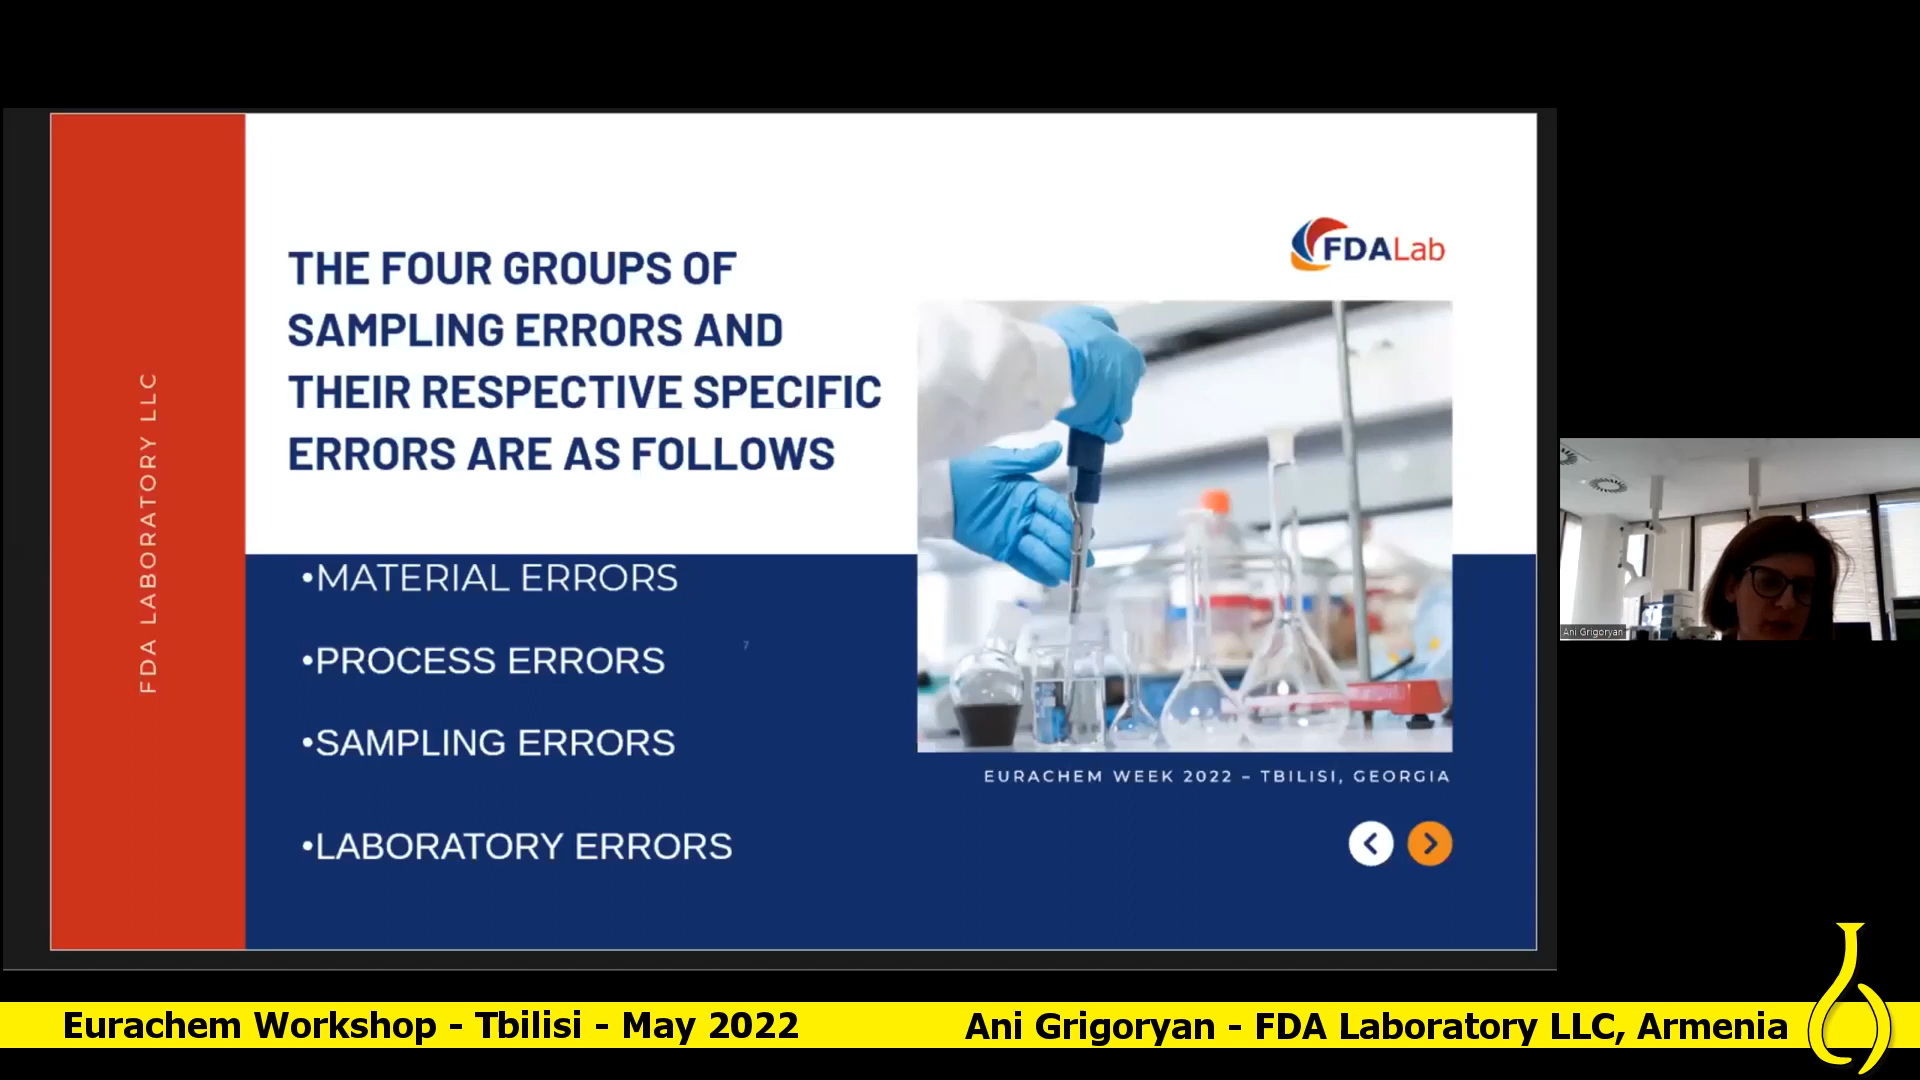 FDA LABORATORY LLC
FDALab
THE FOUR GROUPS OF
SAMPLING ERRORS AND
THEIR RESPECTIVE SPECIFIC
ERRORS ARE AS FOLLOWS
•MATERIAL ERRORS
•PROCESS ERRORS
7
•SAMPLING ERRORS
•LABORATORY ERRORS
EURACHEM WEEK 2022 – TBILISI, GEORGIA
Ani Grigoryan
Eurachem Workshop - Tbilisi - May 2022
Ani Grigoryan - FDA Laboratory LLC, Armenia